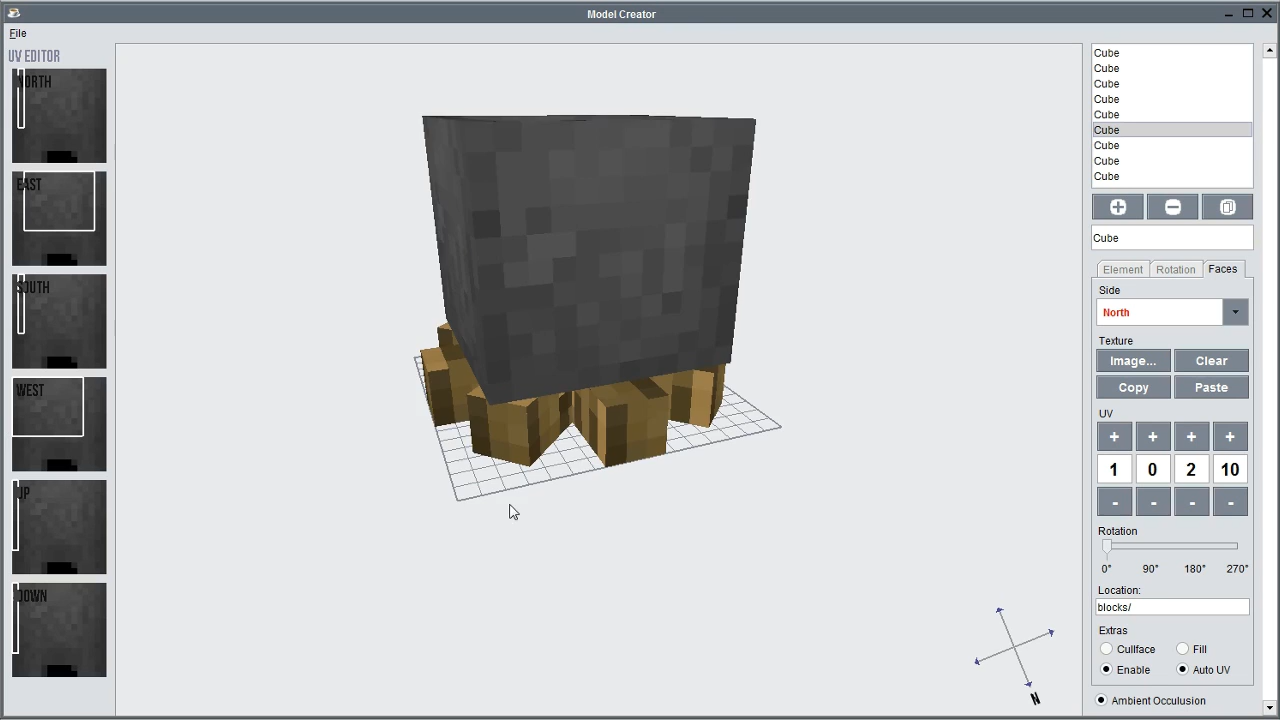 Model Creator
File
UV EDITOR
NORTH
EAST
SOUTH
WEST
UP
DOWN
N
Cube
Cube
Cube
Cube
Cube
Cube
Cube
Cube
Cube
Cube
Element Rotation Faces
Side
North
Texture
Image... Clear
Copy Paste
UV
+ + + +
1 0 2 10
- - - -
Rotation
0° 90° 180° 270°
Location:
blocks/
Extras
Cullface Fill
Enable Auto UV
Ambient Occulusion